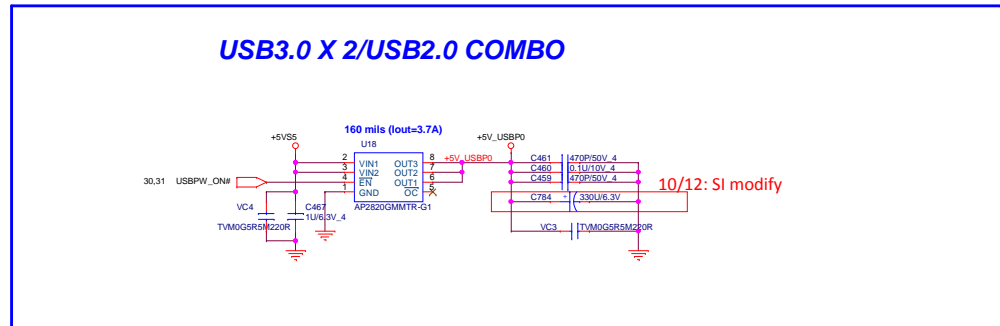 USB3.0 X 2/USB2.0 COMBO
160 mils (Iout=3.7A)
+5VS5
U18
+5V_USBP0
2 VIN1 OUT3 8 +5V_USBP0
3 VIN2 OUT2 7
30,31 USBPW_ON# 4 EN OUT1 6
1 GND OC 5
AP2820GMMTR-G1
C461 470P/50V_4
C460 0.1U/10V_4
C459 470P/50V_4
10/12: SI modify
C784 + 330U/6.3V
VC4 C467
1U/6.3V_4
TVM0G5R5M220R
VC3 TVM0G5R5M220R